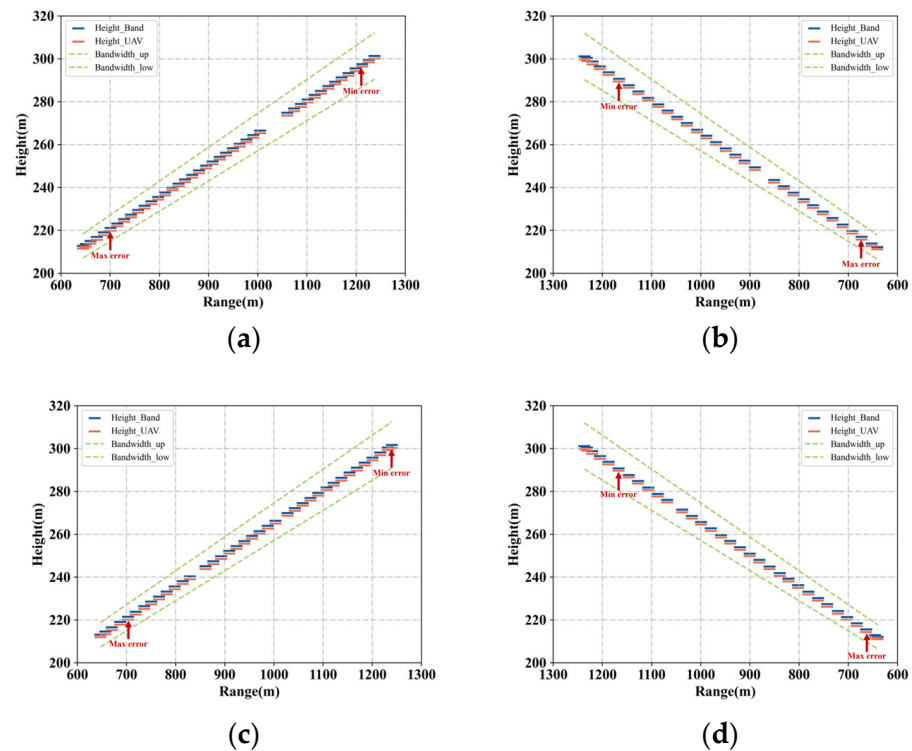 320
300
280
260
240
220
200
Height(m)
Height_Band
Height_UAV
Bandwidth_up
Bandwidth_low
Min error
Max error
600 700 800 900 1000 1100 1200 1300
Range(m)
(a)
320
300
280
260
240
220
200
Height(m)
Height_Band
Height_UAV
Bandwidth_up
Bandwidth_low
Min error
Max error
1300 1200 1100 1000 900 800 700 600
Range(m)
(b)
320
300
280
260
240
220
200
Height(m)
Height_Band
Height_UAV
Bandwidth_up
Bandwidth_low
Min error
Max error
600 700 800 900 1000 1100 1200 1300
Range(m)
(c)
320
300
280
260
240
220
200
Height(m)
Height_Band
Height_UAV
Bandwidth_up
Bandwidth_low
Min error
Max error
1300 1200 1100 1000 900 800 700 600
Range(m)
(d)